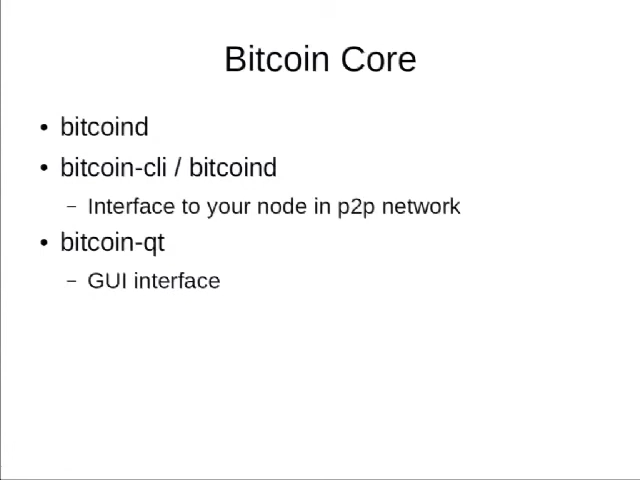 Bitcoin Core
• bitcoind
• bitcoin-cli / bitcoind
– Interface to your node in p2p network
• bitcoin-qt
– GUI interface